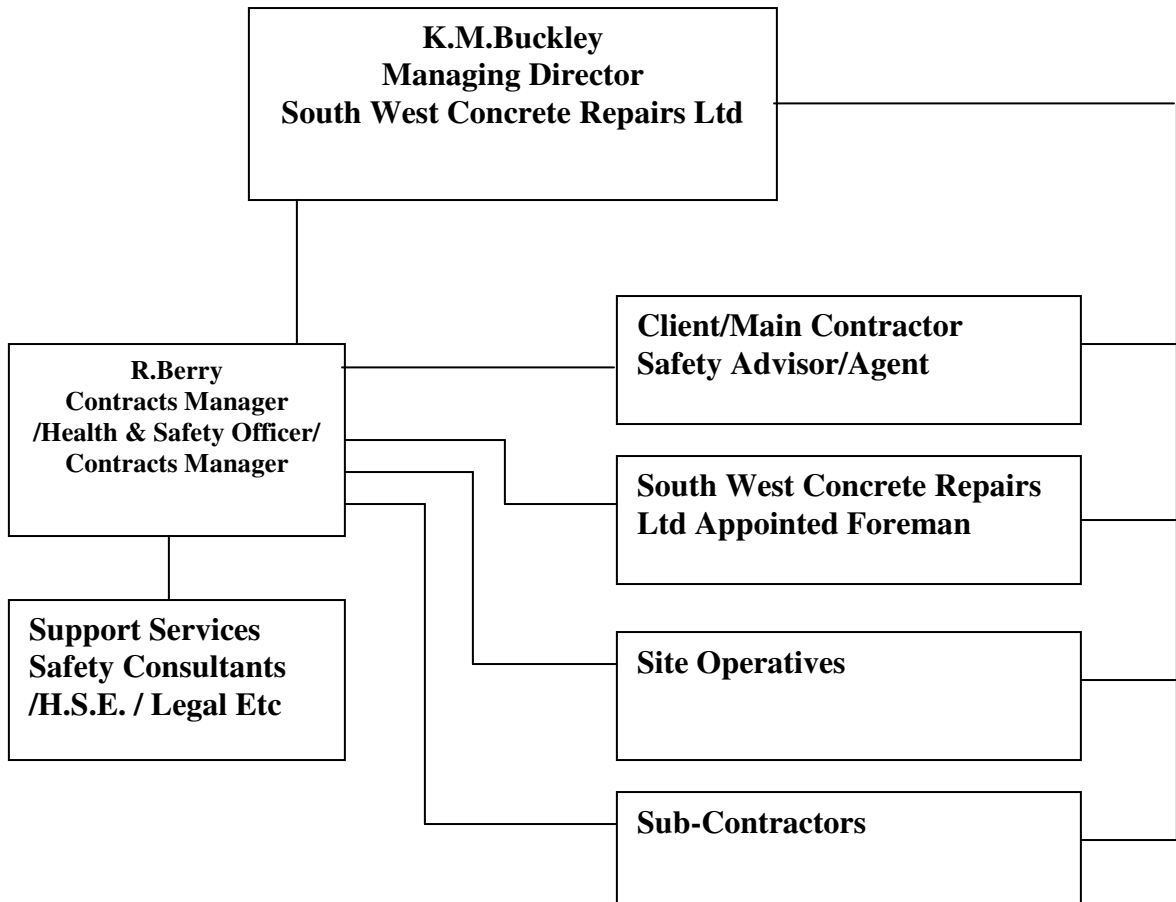 K.M.Buckley
Managing Director
South West Concrete Repairs Ltd
Client/Main Contractor
Safety Advisor/Agent
R.Berry
Contracts Manager
/Health & Safety Officer/
Contracts Manager
South West Concrete Repairs
Ltd Appointed Foreman
Support Services
Safety Consultants
/H.S.E. / Legal Etc
Site Operatives
Sub-Contractors